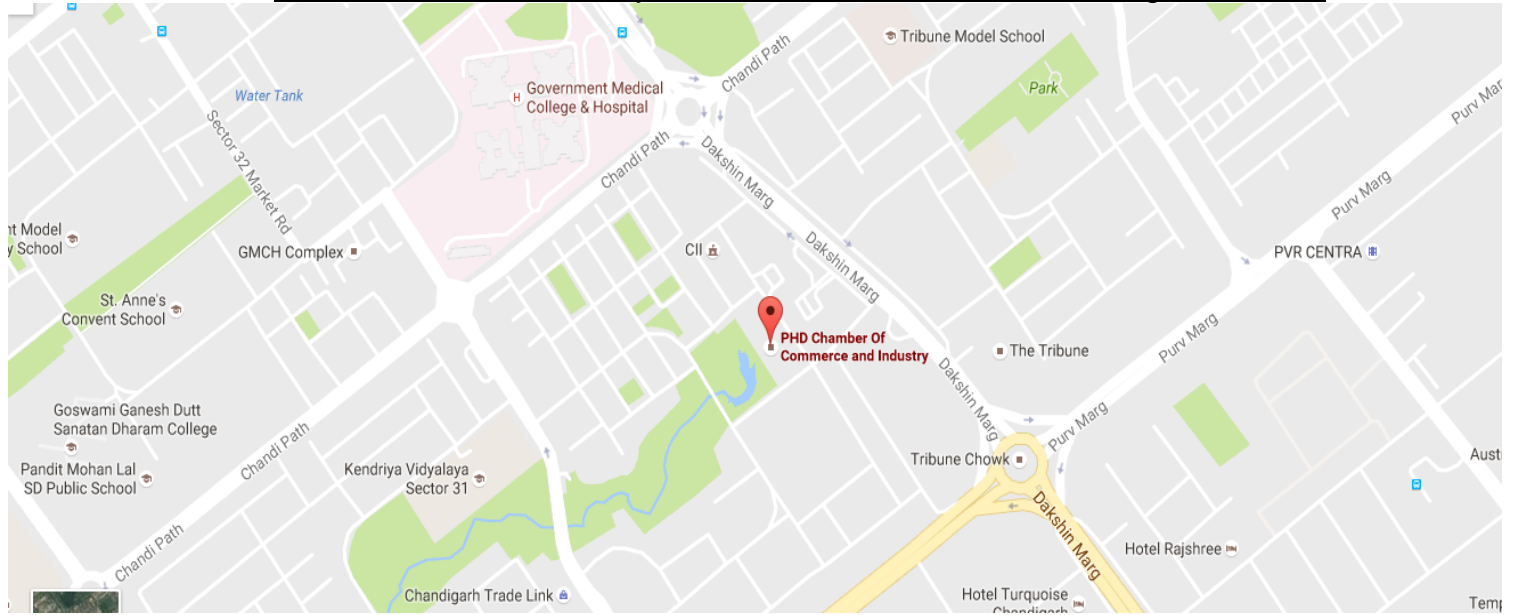 Chandi Path
Tribune Model School
Government Medical
College & Hospital
H
Water Tank
Park
Purv Mar
Sector 32 Market Rd
Chandi Path
Dakshin Marg
Purv Marg
nt Model
y School
GMCH Complex
CII
Dakshin Marg
PVR CENTRA
St. Anne's
Convent School
PHD Chamber Of
Commerce and Industry
The Tribune
Purv Marg
Dakshin Marg
Goswami Ganesh Dutt
Sanatan Dharam College
Purv Marg
Chandi Path
Tribune Chowk
Pandit Mohan Lal
SD Public School
Kendriya Vidyalaya
Sector 31
Aust
Dakshin Marg
Chandi Path
Hotel Rajshree
Chandigarh Trade Link
Hotel Turquoise
Chandigarh
Temp